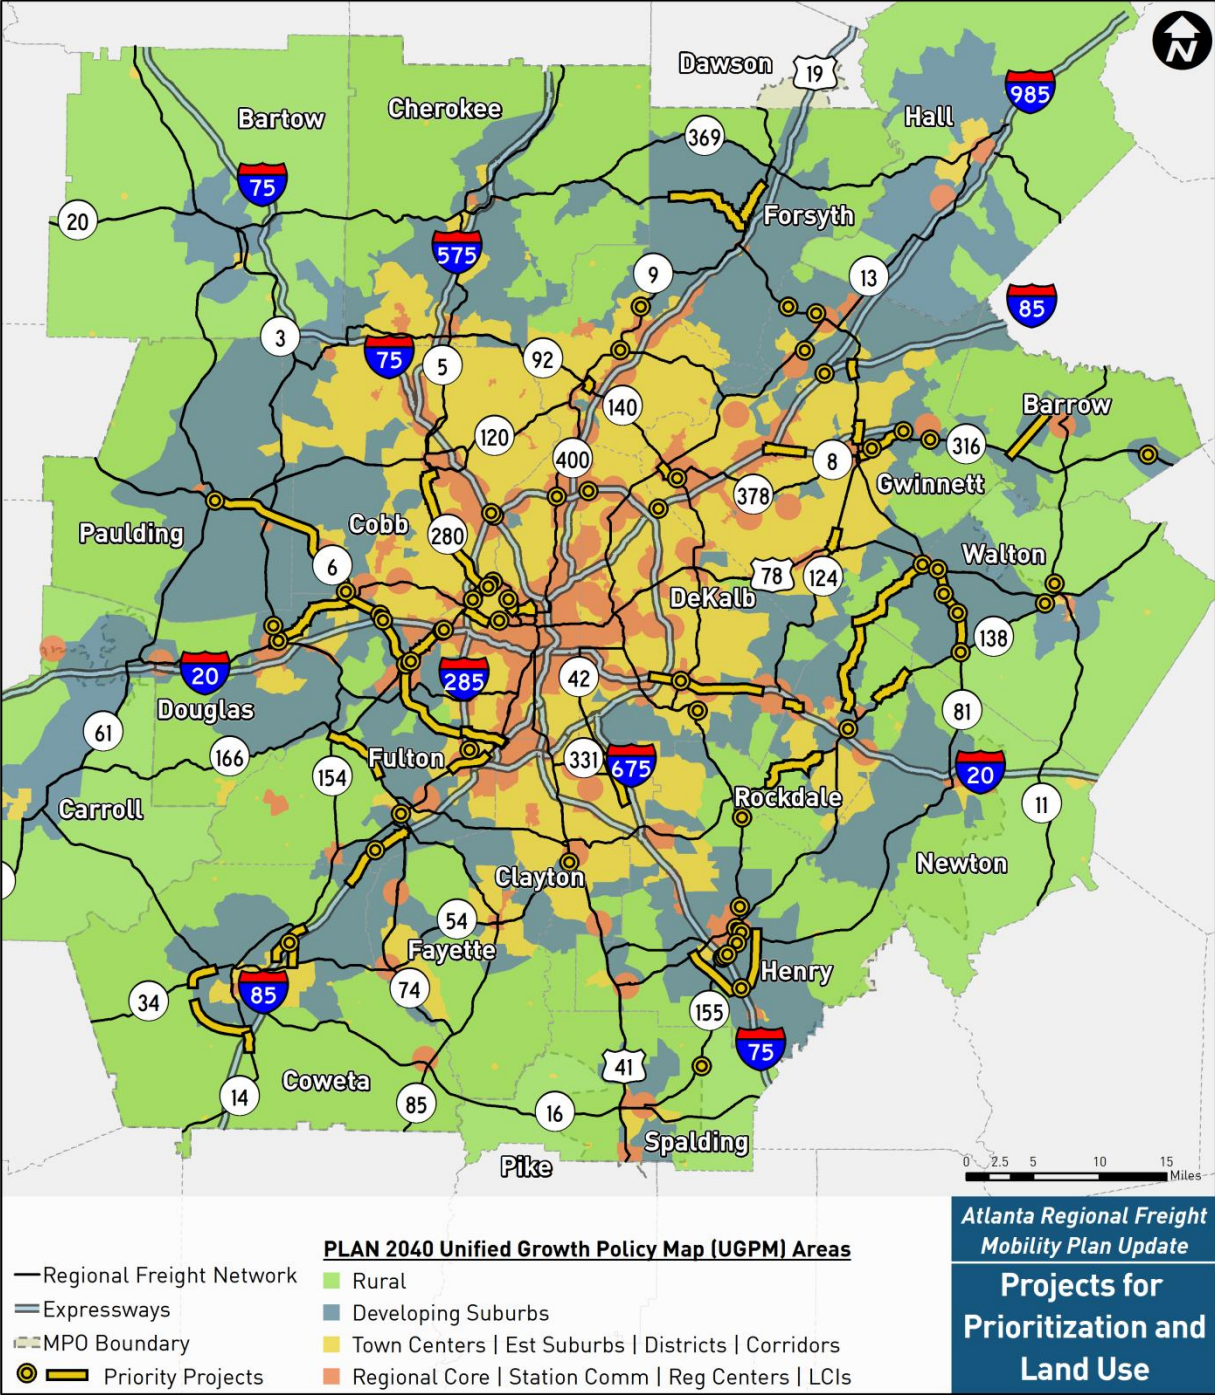 N
Dawson
19
985
Bartow
Cherokee
Hall
369
75
20
Forsyth
575
9
13
85
3
75
5
92
140
Barrow
120
400
8
316
378
Gwinnett
Paulding
Cobb
280
6
Walton
78
124
DeKalb
138
20
285
42
Douglas
61
81
166
Fulton
331
675
154
20
Rockdale
11
Carroll
Newton
Clayton
54
Fayette
Henry
34
85
74
155
75
41
Coweta
14
85
16
Spalding
Pike
0 2.5 5 10 15
Miles
PLAN 2040 Unified Growth Policy Map (UGPM) Areas
Regional Freight Network
Rural
Expressways
Developing Suburbs
MPO Boundary
Town Centers | Est Suburbs | Districts | Corridors
Priority Projects
Regional Core | Station Comm | Reg Centers | LCIs
Atlanta Regional Freight
Mobility Plan Update
Projects for
Prioritization and
Land Use